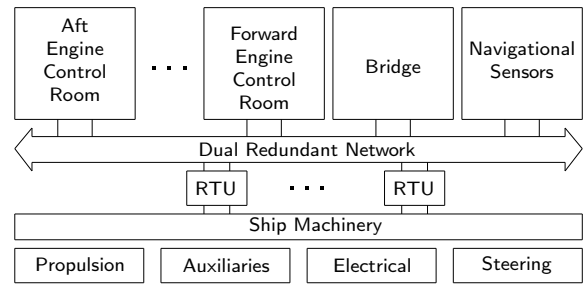 Aft
Engine
Control
Room
. . .
Forward
Engine
Control
Room
Bridge
Navigational
Sensors
Dual Redundant Network
RTU
. . .
RTU
Ship Machinery
Propulsion
Auxiliaries
Electrical
Steering